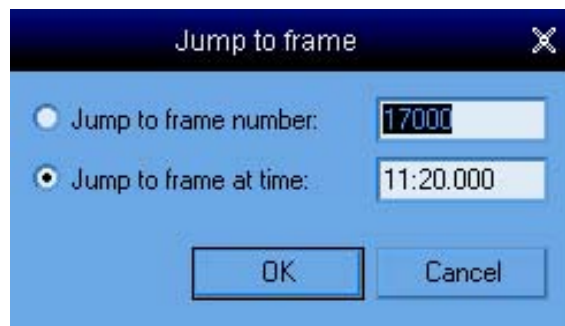 Jump to frame
Jump to frame number: 17000
Jump to frame at time: 11:20.000
OK Cancel